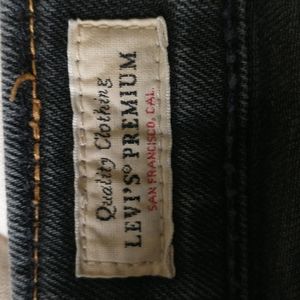 Quality Clothing
LEVI'S® PREMIUM
SAN FRANCISCO, CAL